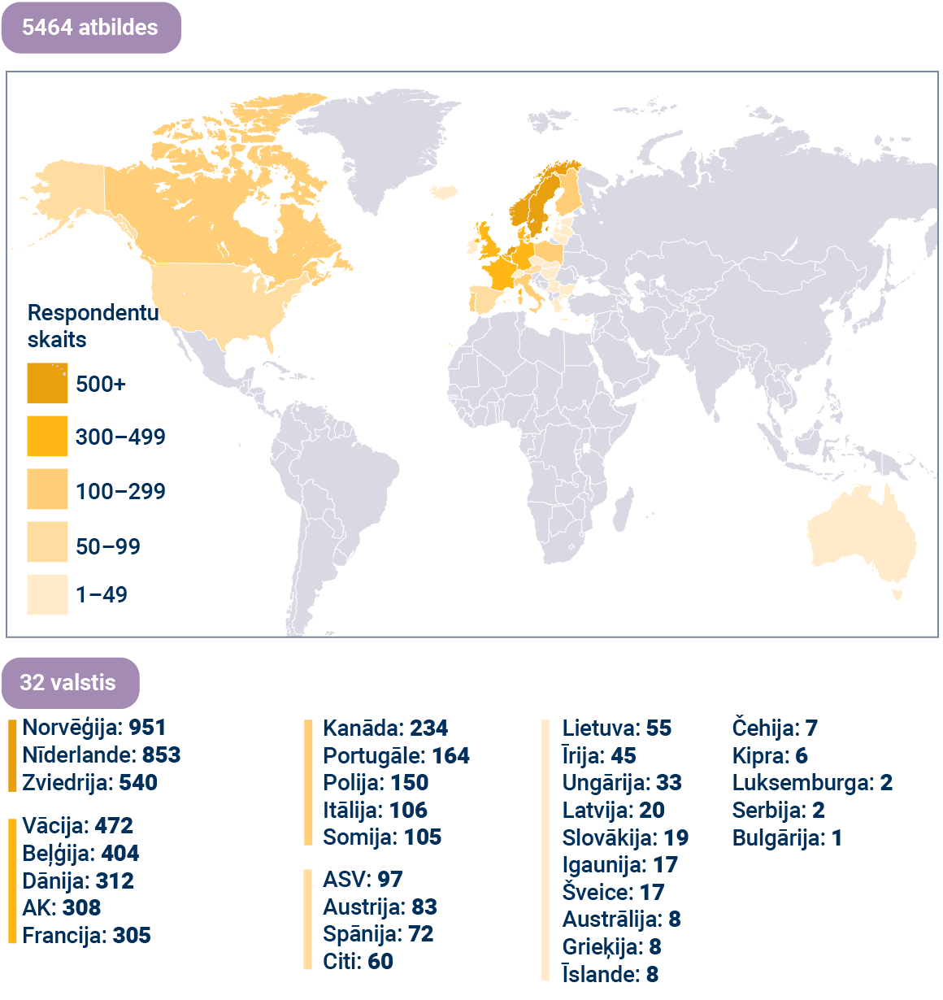 5464 atbildes
Respondentu
skaits
500+
300–499
100–299
50–99
1–49
32 valstis
Norvēģija: 951
Nīderlande: 853
Zviedrija: 540
Vācija: 472
Beļģija: 404
Dānija: 312
AK: 308
Francija: 305
Kanāda: 234
Portugāle: 164
Polija: 150
Itālija: 106
Somija: 105
ASV: 97
Austrija: 83
Spānija: 72
Citi: 60
Lietuva: 55
Īrija: 45
Ungārija: 33
Latvija: 20
Slovākija: 19
Igaunija: 17
Šveice: 17
Austrālija: 8
Grieķija: 8
Īslande: 8
Čehija: 7
Kipra: 6
Luksemburga: 2
Serbija: 2
Bulgārija: 1